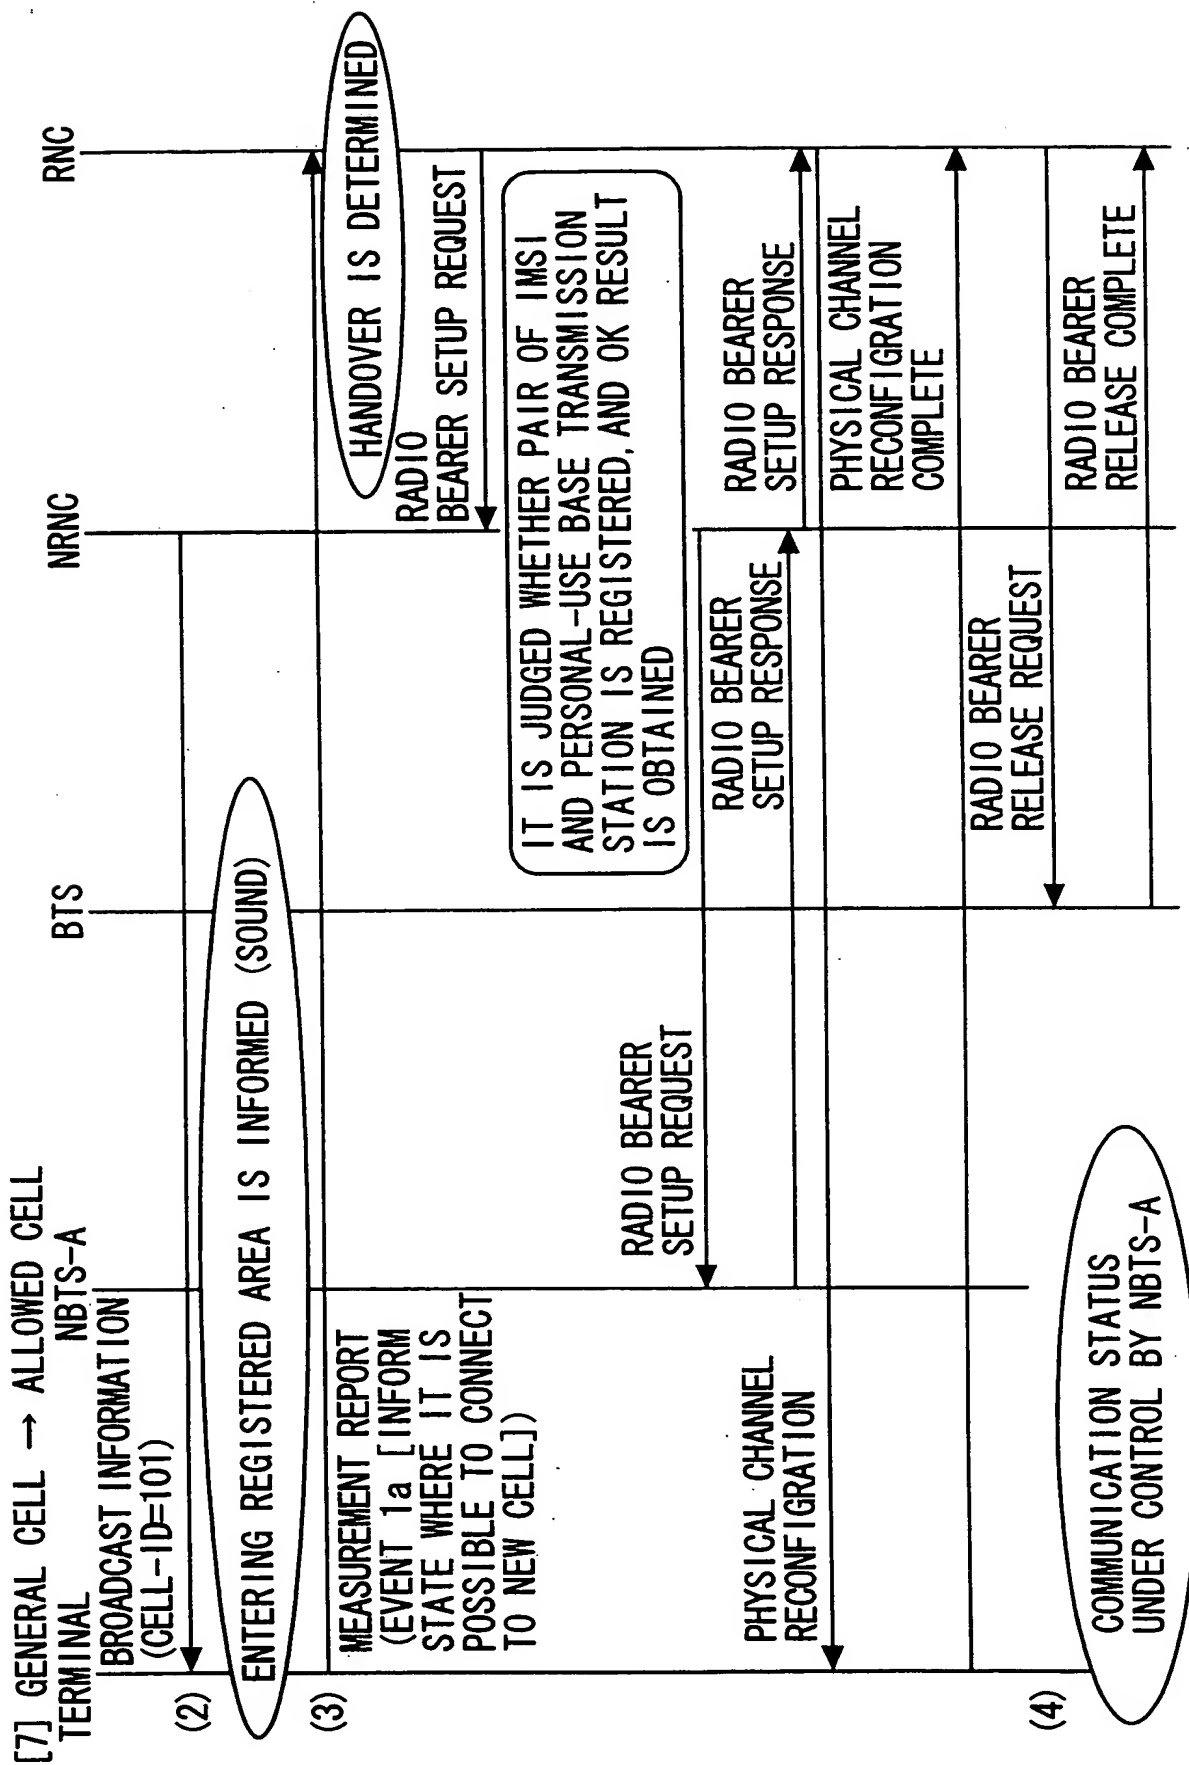 [7] GENERAL CELL → ALLOWED CELL
TERMINAL
NBTS-A
BTS
NRNC
RNC
BROADCAST INFORMATION
(CELL-ID=101)
(2)
ENTERING REGISTERED AREA IS INFORMED (SOUND)
(3)
MEASUREMENT REPORT
(EVENT 1a [INFORM
STATE WHERE IT IS
POSSIBLE TO CONNECT
TO NEW CELL])
HANDOVER IS DETERMINED
RADIO
BEARER SETUP REQUEST
IT IS JUDGED WHETHER PAIR OF IMSI
AND PERSONAL-USE BASE TRANSMISSION
STATION IS REGISTERED, AND OK RESULT
IS OBTAINED
RADIO BEARER
SETUP REQUEST
RADIO BEARER
SETUP RESPONSE
RADIO BEARER
SETUP RESPONSE
PHYSICAL CHANNEL
RECONFIGRATION
PHYSICAL CHANNEL
RECONFIGRATION
COMPLETE
RADIO BEARER
RELEASE REQUEST
RADIO BEARER
RELEASE COMPLETE
(4)
COMMUNICATION STATUS
UNDER CONTROL BY NBTS-A